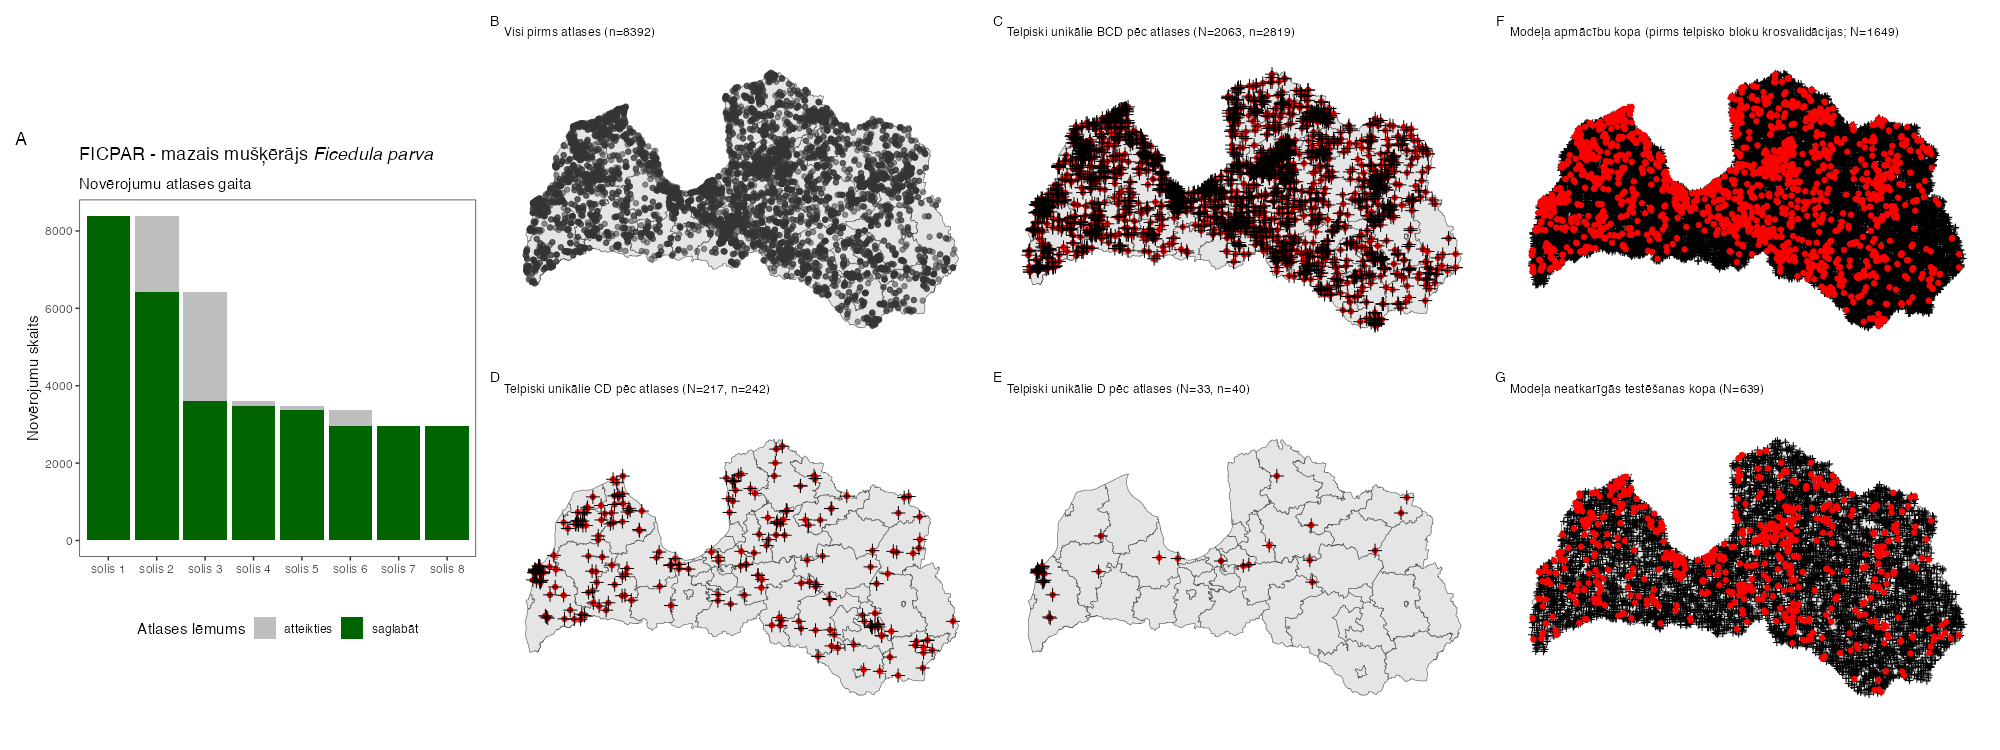 A
FICPAR - mazais mušķērājs Ficedula parva
Novērojumu atlases gaita
Novērojumu skaits
8000
6000
4000
2000
0
solis 1 solis 2 solis 3 solis 4 solis 5 solis 6 solis 7 solis 8
Atlases lēmums atteikties saglabāt
B
Visi pirms atlases (n=8392)
C
Telpiski unikālie BCD pēc atlases (N=2063, n=2819)
F
Modeļa apmācību kopa (pirms telpisko bloku krosvalidācijas; N=1649)
D
Telpiski unikālie CD pēc atlases (N=217, n=242)
E
Telpiski unikālie D pēc atlases (N=33, n=40)
G
Modeļa neatkarīgās testēšanas kopa (N=639)